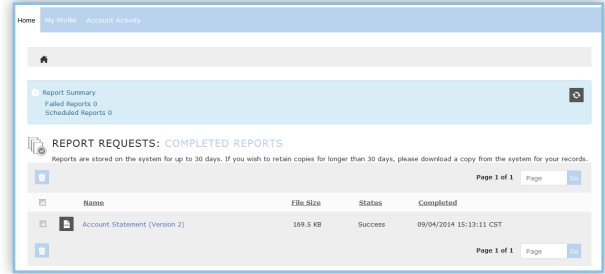 Home My Profile Account Activity
Report Summary
Failed Reports 0
Scheduled Reports 0
REPORT REQUESTS: COMPLETED REPORTS
Reports are stored on the system for up to 30 days. If you wish to retain copies for longer than 30 days, please download a copy from the system for your records.
Page 1 of 1 Page Go
Name File Size Status Completed
Account Statement (Version 2) 169.5 KB Success 09/04/2014 15:13:11 CST
Page 1 of 1 Page Go